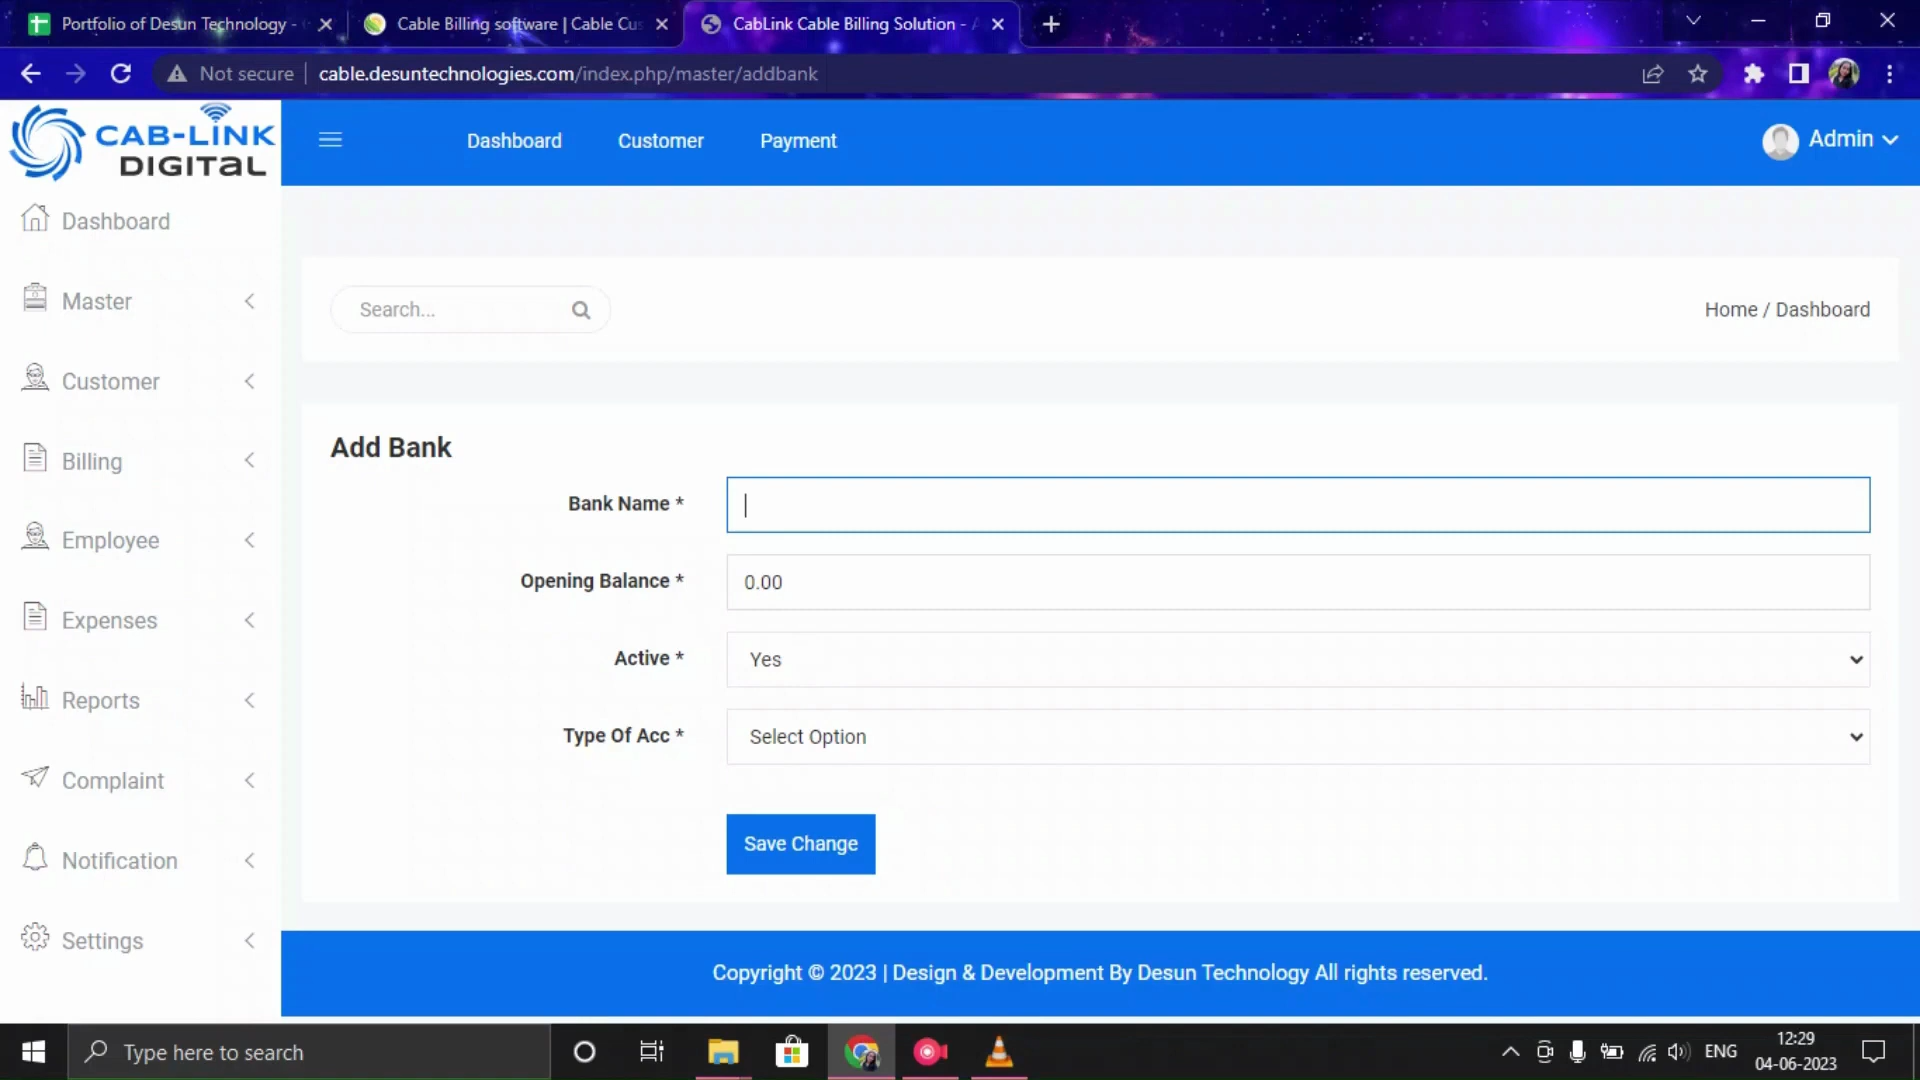 Portfolio of Desun Technology -
Cable Billing software | Cable Cu
CabLink Cable Billing Solution -
Not secure
cable.desuntechnologies.com/index.php/master/addbank
CAB-LINK
DIGITAL
Dashboard
Customer
Payment
Admin
Dashboard
Master
Customer
Billing
Employee
Expenses
Reports
Complaint
Notification
Settings
Search...
Home / Dashboard
Add Bank
Bank Name *
Opening Balance *
0.00
Active *
Yes
Type Of Acc *
Select Option
Save Change
Copyright © 2023 | Design & Development By Desun Technology All rights reserved.
Type here to search
ENG
12:29
04-06-2023